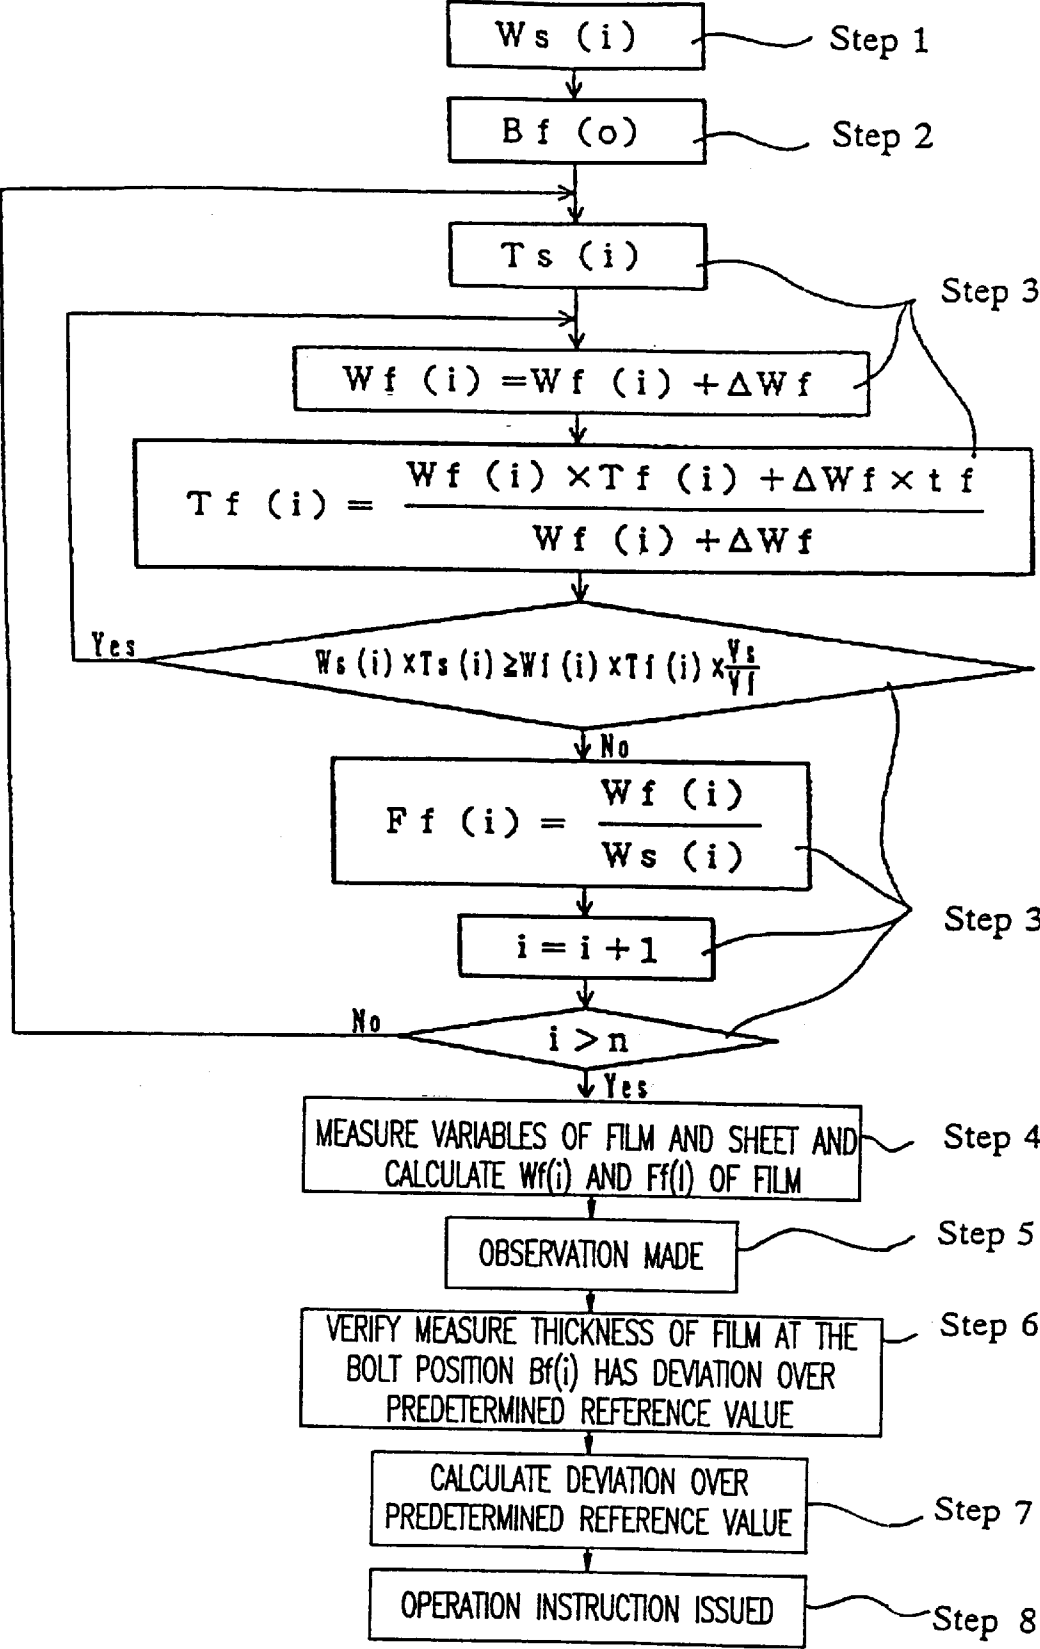 Ws (i)
Step 1
Bf (o)
Step 2
Ts (i)
Step 3
Wf (i) =Wf (i) +ΔWf
Wf (i) ×Tf (i) +ΔWf×tf
Tf (i) =
Wf (i) +ΔWf
Yes
Ws(i)×Ts(i)≥Wf(i)×Tf(i)×Vs/Vf
No
Wf (i)
Ff (i) =
Ws (i)
Step 3
i=i+1
No
i>n
Yes
MEASURE VARIABLES OF FILM AND SHEET AND
Step 4
CALCULATE Wf(i) AND Ff(I) OF FILM
Step 5
OBSERVATION MADE
Step 6
VERIFY MEASURE THICKNESS OF FILM AT THE
BOLT POSITION Bf(i) HAS DEVIATION OVER
PREDETERMINED REFERENCE VALUE
CALCULATE DEVIATION OVER
PREDETERMINED REFERENCE VALUE
Step 7
OPERATION INSTRUCTION ISSUED
Step 8